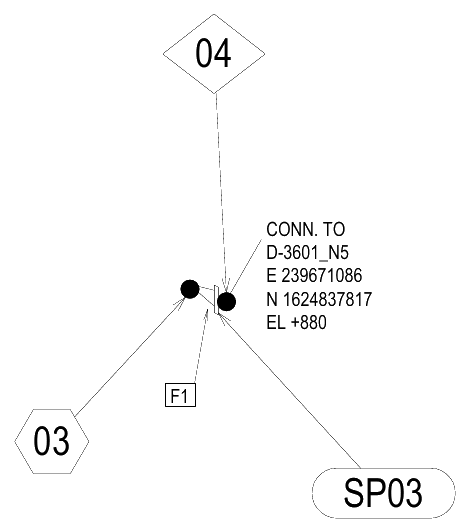 04
CONN. TO
D-3601_N5
E 239671086
N 1624837817
EL +880
F1
03
SP03